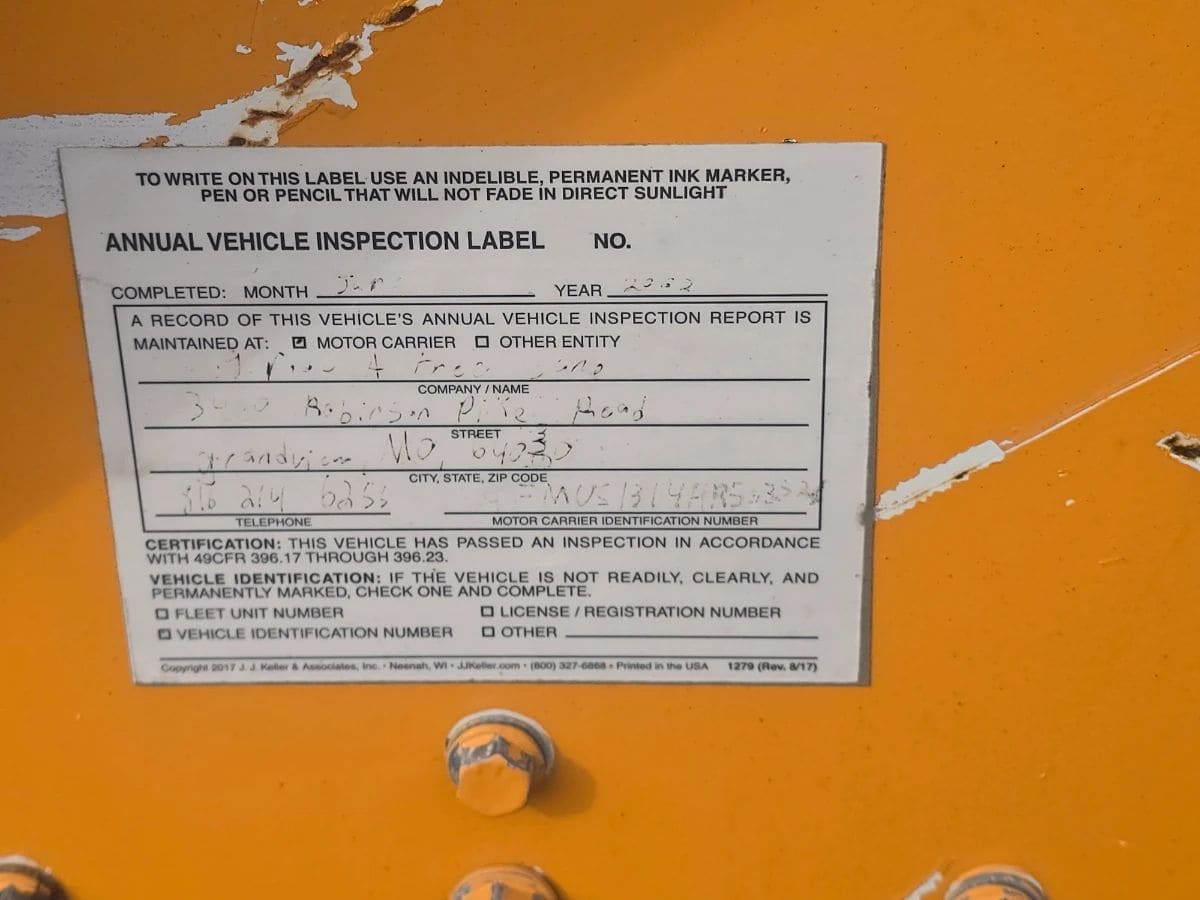 TO WRITE ON THIS LABEL USE AN INDELIBLE, PERMANENT INK MARKER,
PEN OR PENCIL THAT WILL NOT FADE IN DIRECT SUNLIGHT
ANNUAL VEHICLE INSPECTION LABEL NO.
COMPLETED: MONTH YEAR
A RECORD OF THIS VEHICLE'S ANNUAL VEHICLE INSPECTION REPORT IS
MAINTAINED AT: MOTOR CARRIER OTHER ENTITY
COMPANY / NAME
Robinson Road
STREET
grandview MO
CITY, STATE, ZIP CODE
816 214
TELEPHONE MOTOR CARRIER IDENTIFICATION NUMBER
CERTIFICATION: THIS VEHICLE HAS PASSED AN INSPECTION IN ACCORDANCE
WITH 49CFR 396.17 THROUGH 396.23.
VEHICLE IDENTIFICATION: IF THE VEHICLE IS NOT READILY, CLEARLY, AND
PERMANENTLY MARKED, CHECK ONE AND COMPLETE.
FLEET UNIT NUMBER LICENSE / REGISTRATION NUMBER
VEHICLE IDENTIFICATION NUMBER OTHER
Copyright 2017 J. J. Keller & Associates, Inc. • Neenah, WI • JJKeller.com • (800) 327-6868 • Printed in the USA 1279 (Rev. 8/17)